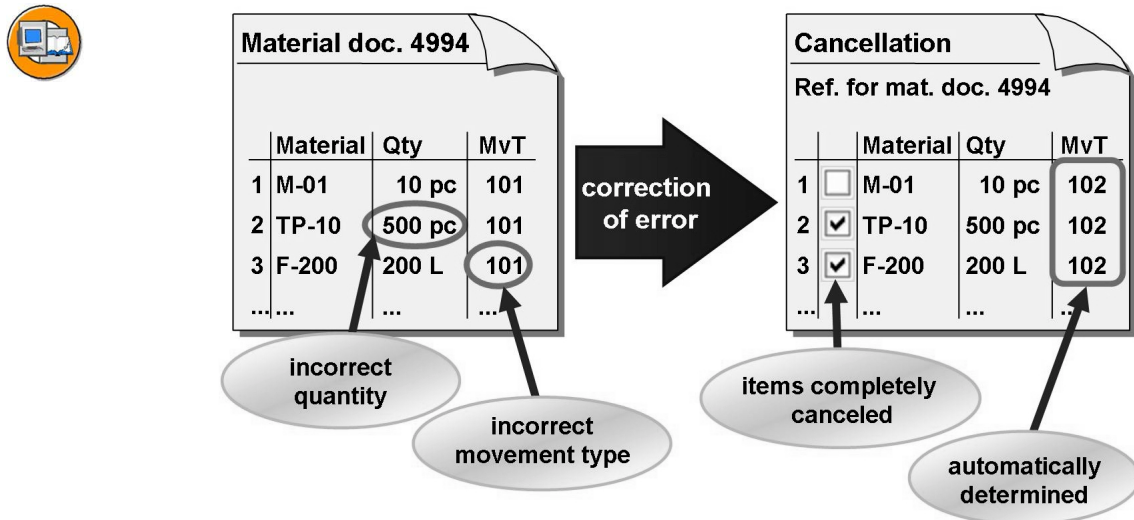 Material doc. 4994
Material Qty MvT
1 M-01 10 pc 101
2 TP-10 500 pc 101
3 F-200 200 L 101
... ... ... ...
incorrect
quantity
incorrect
movement type
correction
of error
Cancellation
Ref. for mat. doc. 4994
Material Qty MvT
1 M-01 10 pc 102
2 TP-10 500 pc 102
3 F-200 200 L 102
... ... ... ...
items completely
canceled
automatically
determined